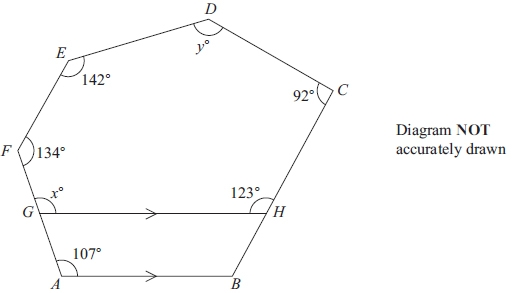 D
y°
E
142°
92°
C
Diagram NOT
accurately drawn
F
134°
x°
123°
G
H
107°
A
B